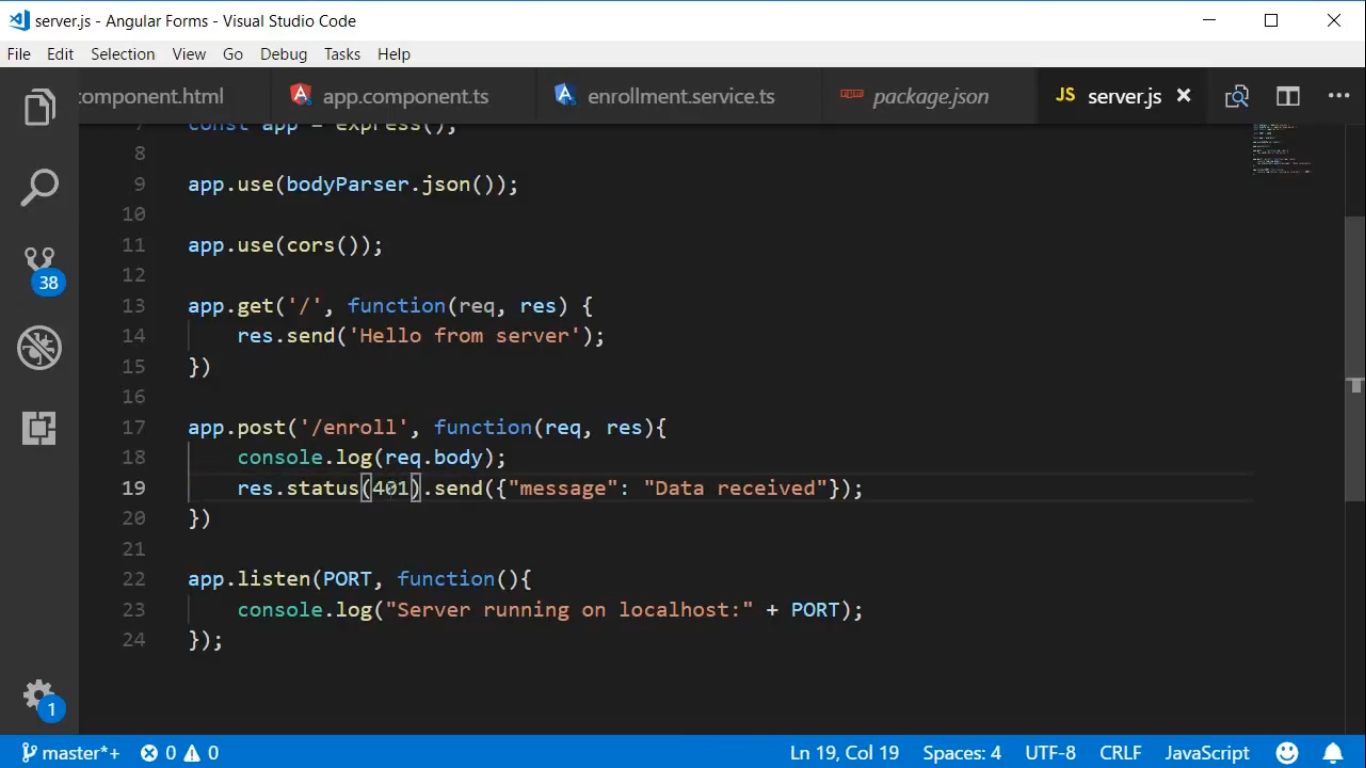 server.js - Angular Forms - Visual Studio Code
File Edit Selection View Go Debug Tasks Help
component.html app.component.ts enrollment.service.ts package.json JS server.js
7 const app = express();
8
9 app.use(bodyParser.json());
10
11 app.use(cors());
12
13 app.get('/', function(req, res) {
14 res.send('Hello from server');
15 })
16
17 app.post('/enroll', function(req, res){
18 console.log(req.body);
19 res.status(401).send({"message": "Data received"});
20 })
21
22 app.listen(PORT, function(){
23 console.log("Server running on localhost:" + PORT);
24 });
38
1
master*+ 0 0 Ln 19, Col 19 Spaces: 4 UTF-8 CRLF JavaScript